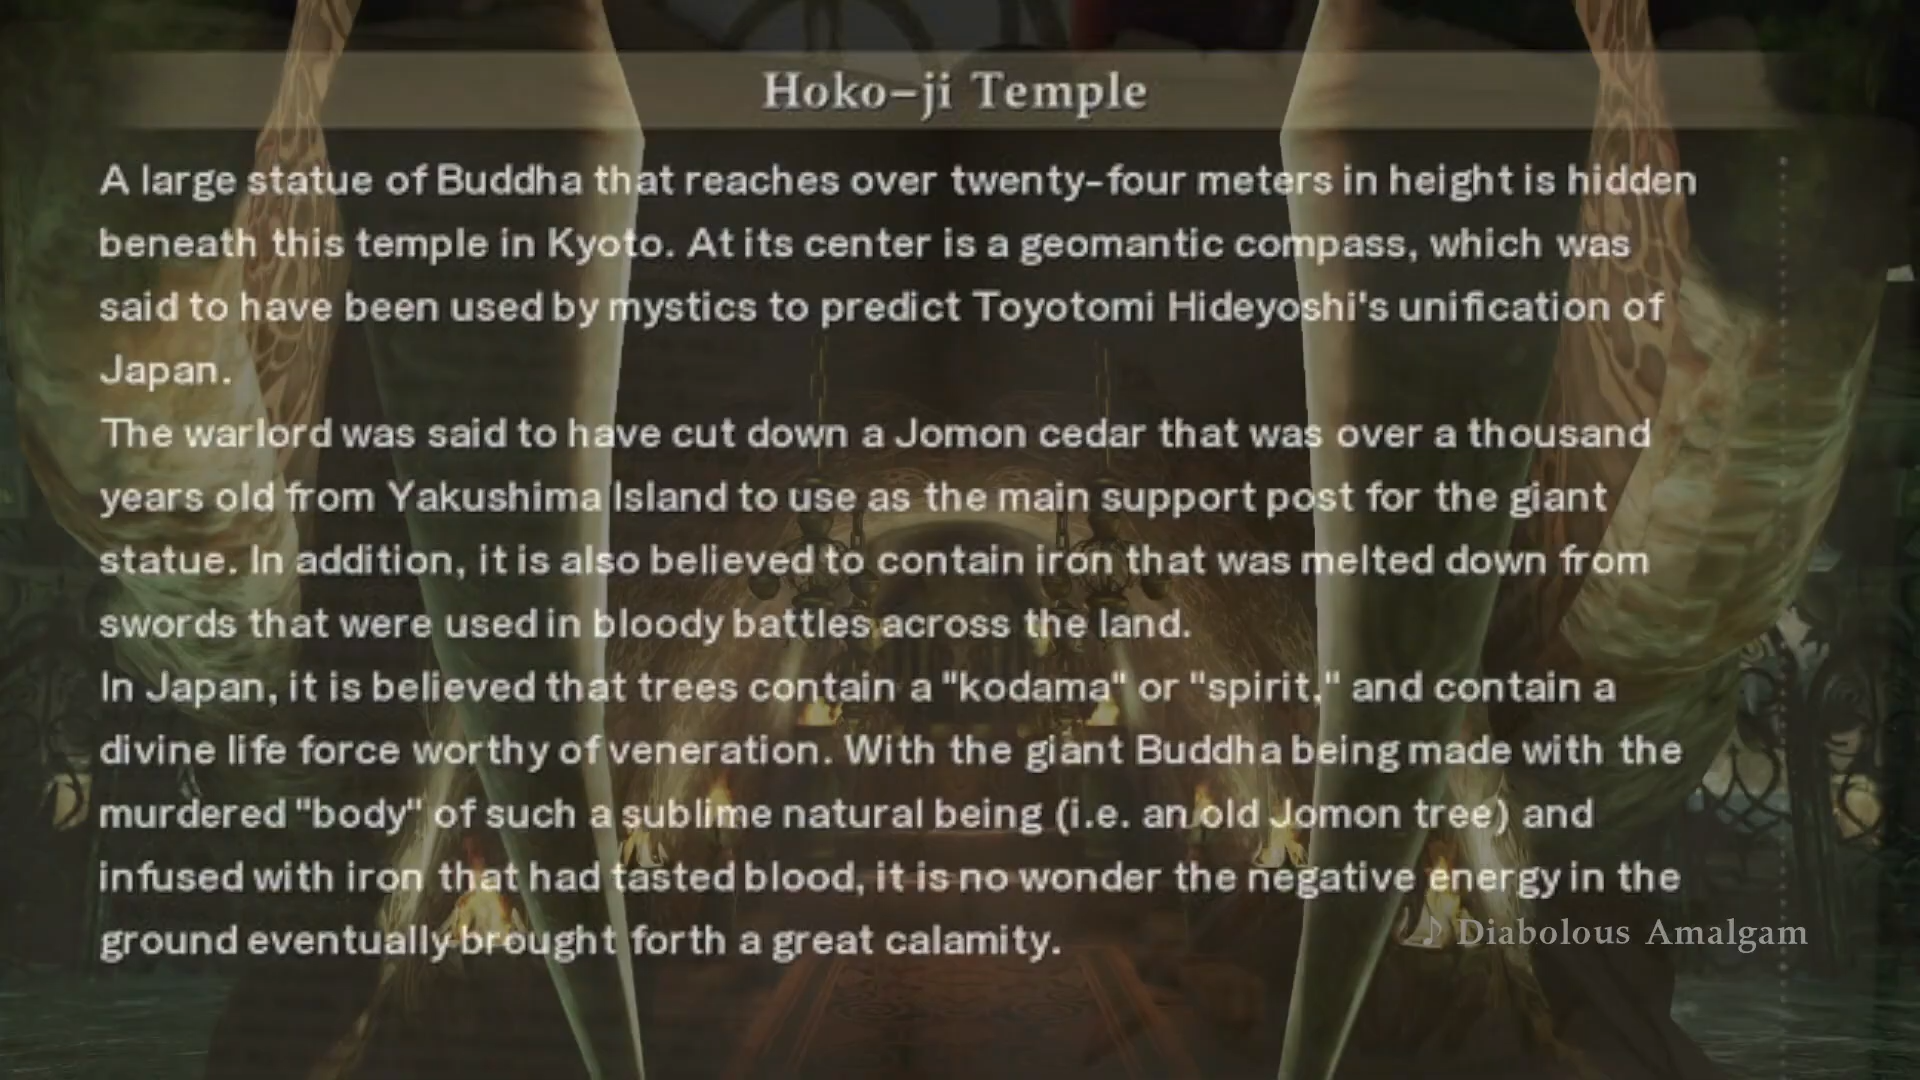 Hoko-ji Temple
A large statue of Buddha that reaches over twenty-four meters in height is hidden
beneath this temple in Kyoto. At its center is a geomantic compass, which was
said to have been used by mystics to predict Toyotomi Hideyoshi's unification of
Japan.
The warlord was said to have cut down a Jomon cedar that was over a thousand
years old from Yakushima Island to use as the main support post for the giant
statue. In addition, it is also believed to contain iron that was melted down from
swords that were used in bloody battles across the land.
In Japan, it is believed that trees contain a "kodama" or "spirit," and contain a
divine life force worthy of veneration. With the giant Buddha being made with the
murdered "body" of such a sublime natural being (i.e. an old Jomon tree) and
infused with iron that had tasted blood, it is no wonder the negative energy in the
ground eventually brought forth a great calamity.
♪ Diabolous Amalgam